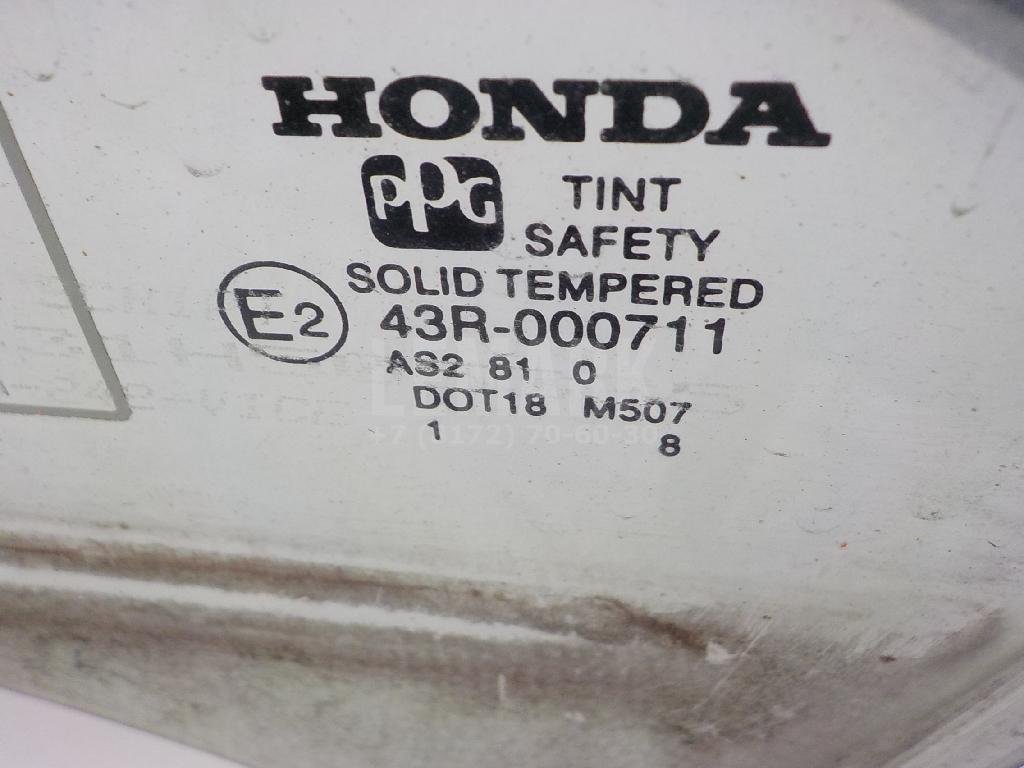 HONDA
PPG TINT
SAFETY
SOLID TEMPERED
E2 43R-000711
AS2 81 0
DOT18 M507
1 8